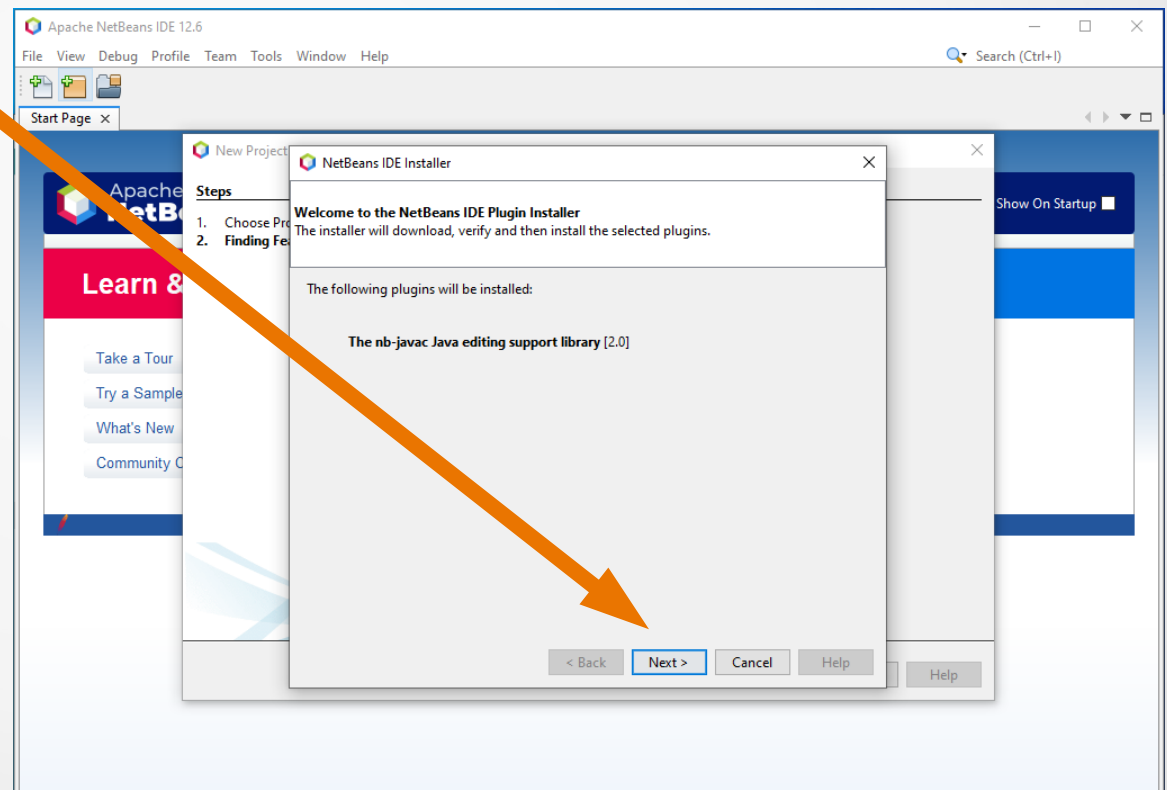 Apache NetBeans IDE 12.6
File View Debug Profile Team Tools Window Help
Search (Ctrl+I)
Start Page
New Project
NetBeans IDE Installer
Apache
NetB
Show On Startup
Steps
1. Choose Pro
2. Finding Fea
Welcome to the NetBeans IDE Plugin Installer
The installer will download, verify and then install the selected plugins.
Learn &
The following plugins will be installed:
The nb-javac Java editing support library [2.0]
Take a Tour
Try a Sample
What's New
Community
< Back Next > Cancel Help
Help